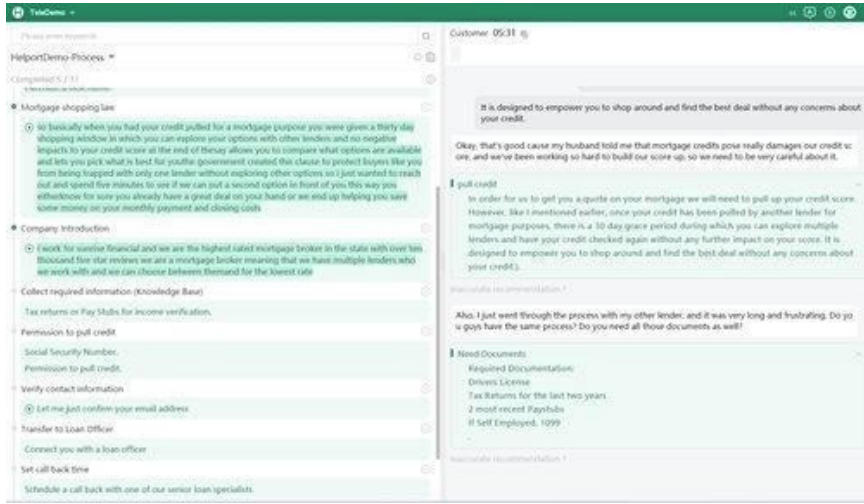 TeleDemo
Please enter keywords
HelportDemo-Process
Completed 5 / 11
Mortgage shopping law
so basically when you had your credit pulled for a mortgage purpose you were given a thirty day
shopping window in which you can explore your options with other lenders and no negative
impacts to your credit score at the end of thesay allows you to compare what options are available
and lets you pick what is best for youthe government created this clause to protect buyers like you
from being trapped with only one lender without exploring other options so i just wanted to reach
out and spend five minutes to see if we can put a second option in front of you this way you
eitherknow for sure you already have a great deal on your hand or we end up helping you save
some money on your monthly payment and closing costs
Company Introduction
I work for sunrise financial and we are the highest rated mortgage broker in the state with over ten
thousand five star reviews we are a mortgage broker meaning that we have multiple lenders who
we work with and we can choose between themand for the lowest rate
Collect required information (Knowledge Base)
Tax returns or Pay Stubs for income verification.
Permission to pull credit
Social Security Number.
Permission to pull credit.
Verify contact information
Let me just confirm your email address
Transfer to Loan Officer
Connect you with a loan officer
Set call back time
Schedule a call back with one of our senior loan specialists.
Customer 05:31
It is designed to empower you to shop around and find the best deal without any concerns about
your credit.
Okay, that's good cause my husband told me that mortgage credits pose really damages our credit sc
ore, and we've been working so hard to build our score up, so we need to be very careful about it.
pull credit
In order for us to get you a quote on your mortgage we will need to pull up your credit score.
However, like I mentioned earlier, once your credit has been pulled by another lender for
mortgage purposes, there is a 30 day grace period during which you can explore multiple
lenders and have your credit checked again without any further impact on your score. It is
designed to empower you to shop around and find the best deal without any concerns about
your credit.\
Inaccurate recommendation ?
Also, I just went through the process with my other lender, and it was very long and frustrating. Do yo
u guys have the same process? Do you need all those documents as well?
Need Documents
Required Documentation:
Drivers License
Tax Returns for the last two years
2 most recent Paystubs
If Self Employed, 1099
Inaccurate recommendation ?